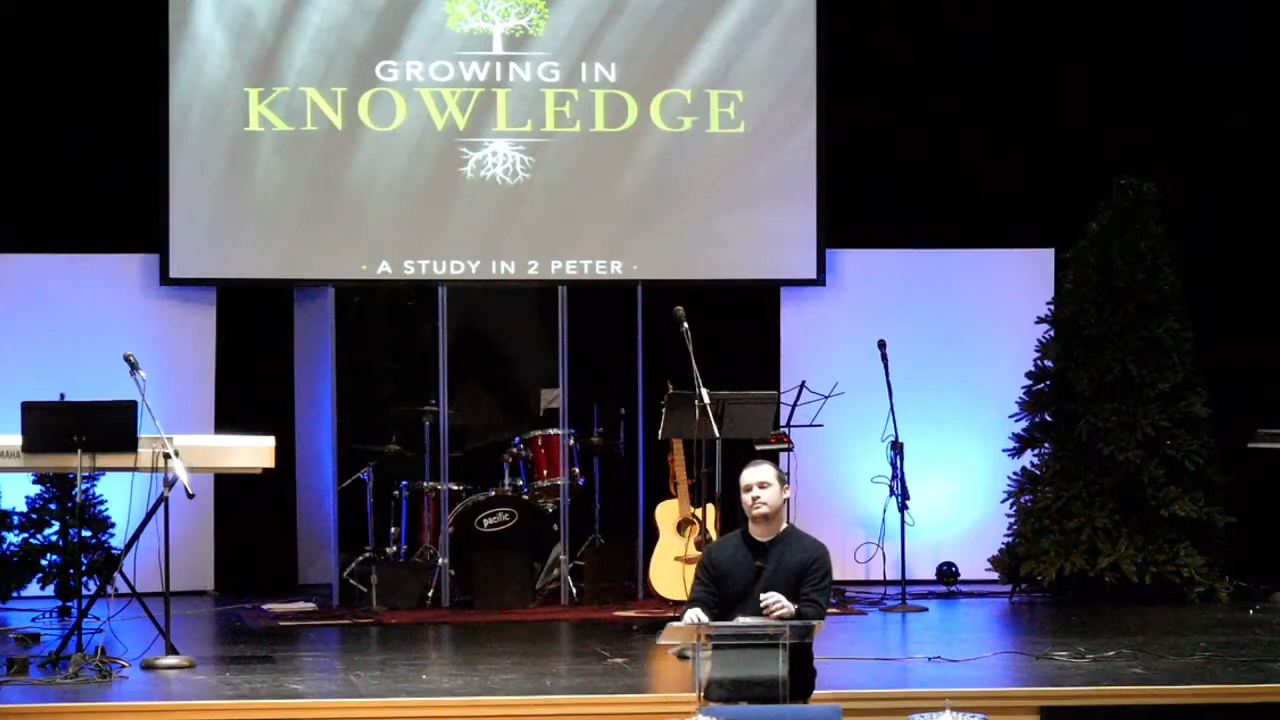 GROWING IN
KNOWLEDGE
· A STUDY IN 2 PETER ·
pacific